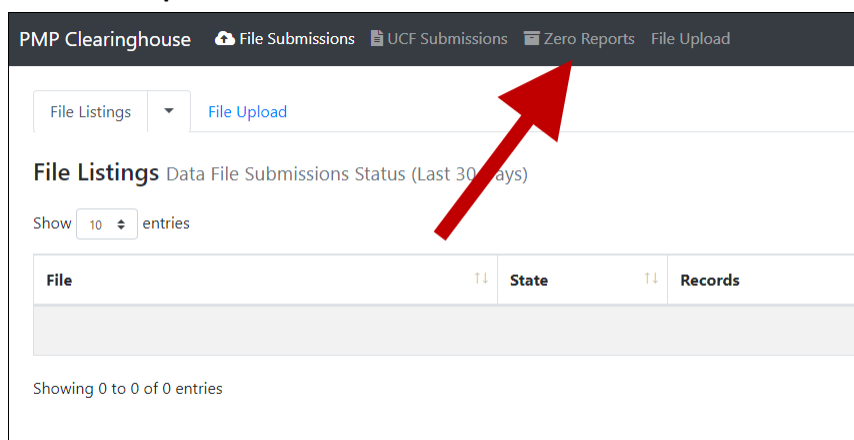 PMP Clearinghouse File Submissions UCF Submissions Zero Reports File Upload
File Listings File Upload
File Listings Data File Submissions Status (Last 30 Days)
Show 10 entries
File State Records
Showing 0 to 0 of 0 entries